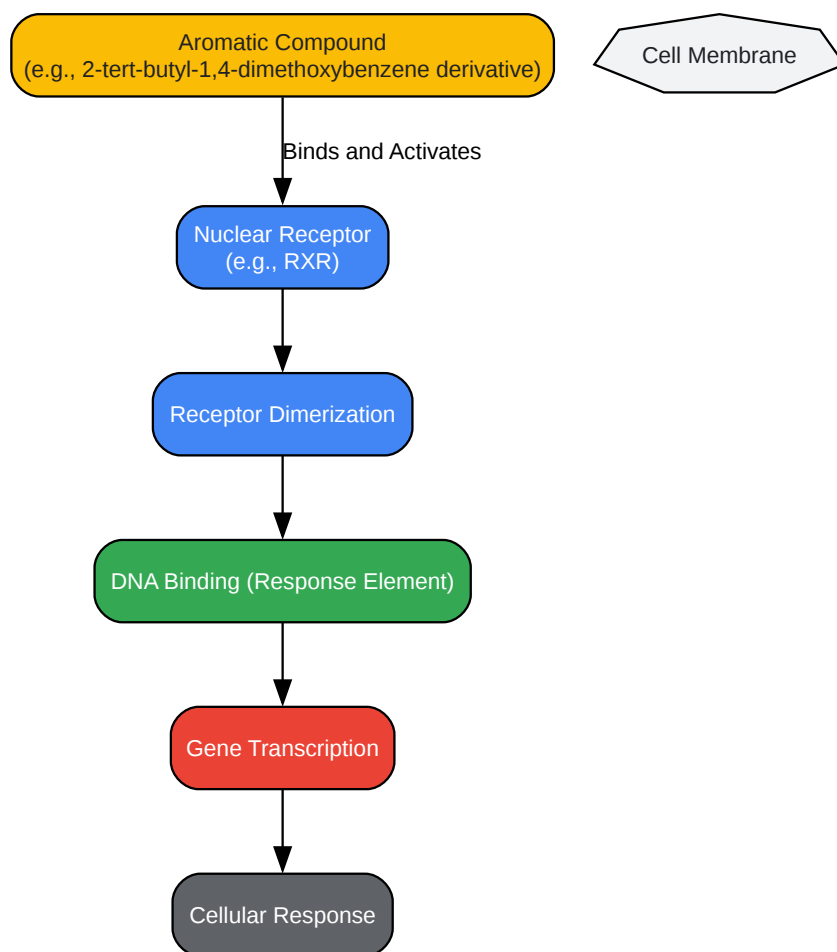 Aromatic Compound
(e.g., 2-tert-butyl-1,4-dimethoxybenzene derivative)
Cell Membrane
Binds and Activates
Nuclear Receptor
(e.g., RXR)
Receptor Dimerization
DNA Binding (Response Element)
Gene Transcription
Cellular Response